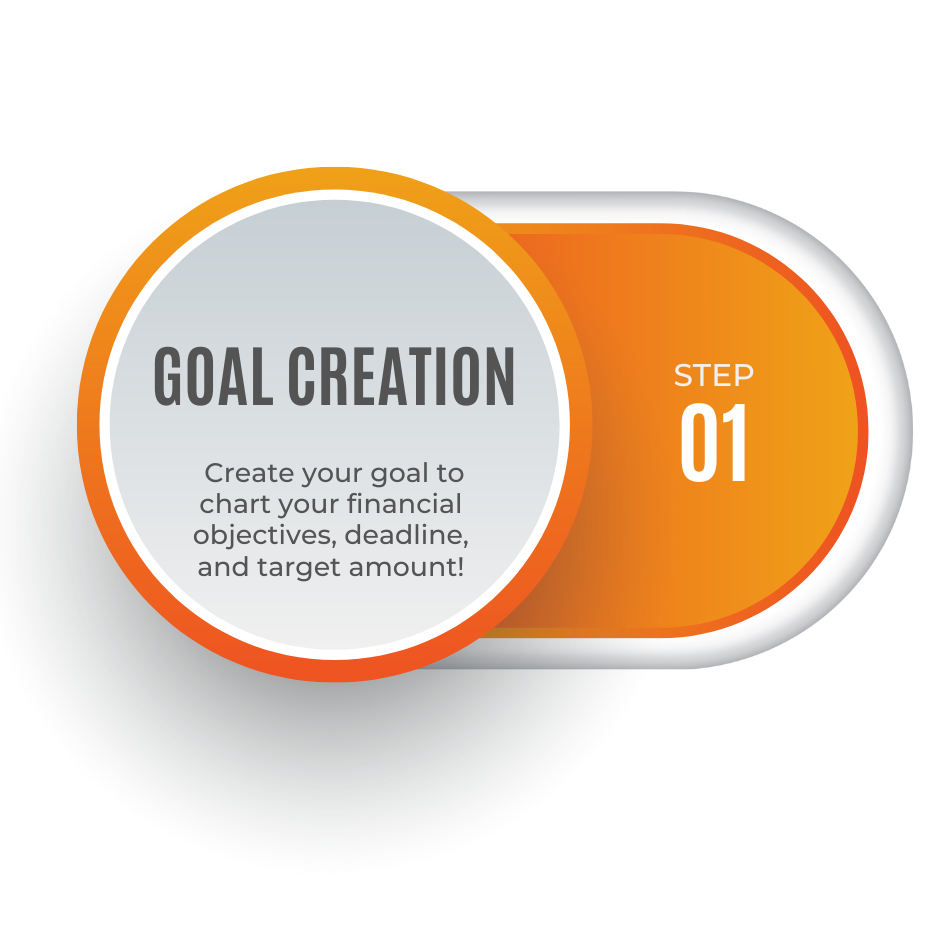 GOAL CREATION
Create your goal to
chart your financial
objectives, deadline,
and target amount!
STEP
01